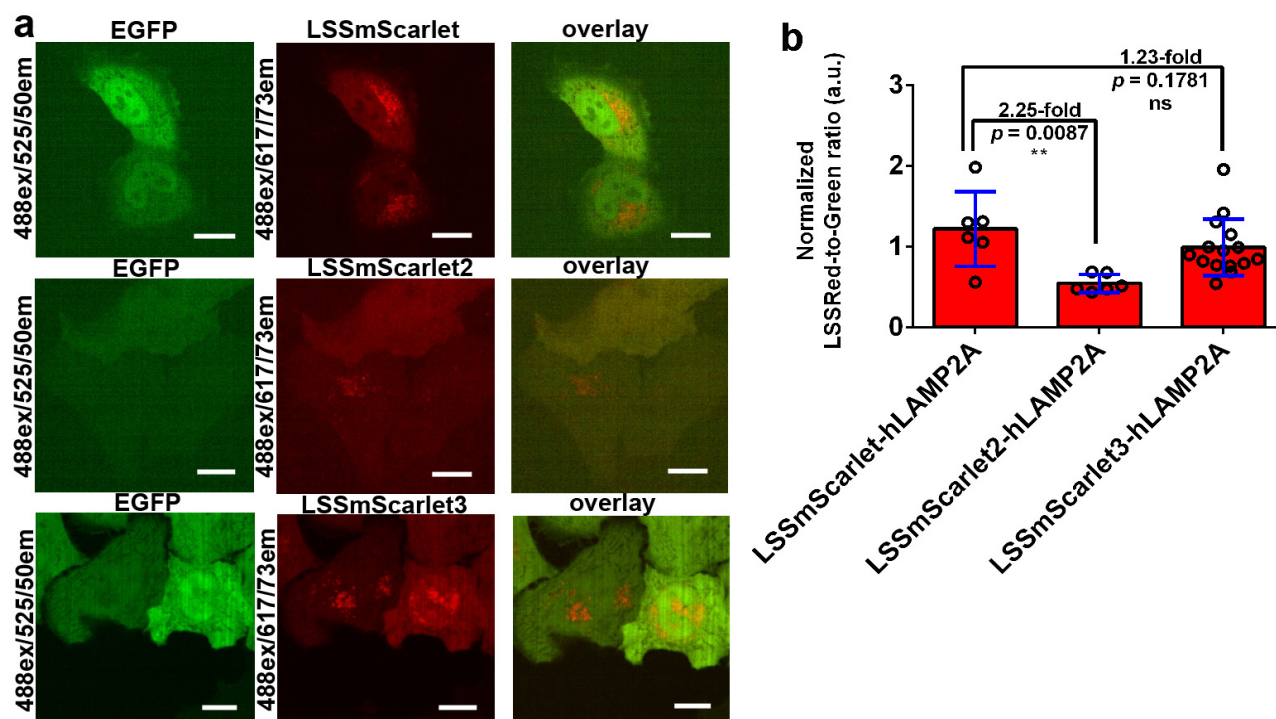 a
EGFP
LSSmScarlet
overlay
488ex/525/50em
488ex/617/73em
EGFP
LSSmScarlet2
overlay
488ex/525/50em
488ex/617/73em
EGFP
LSSmScarlet3
overlay
488ex/525/50em
488ex/617/73em
b
Normalized
LSSRed-to-Green ratio (a.u.)
3
2
1
0
1.23-fold
p = 0.1781
ns
2.25-fold
p = 0.0087
**
LSSmScarlet-hLAMP2A
LSSmScarlet2-hLAMP2A
LSSmScarlet3-hLAMP2A